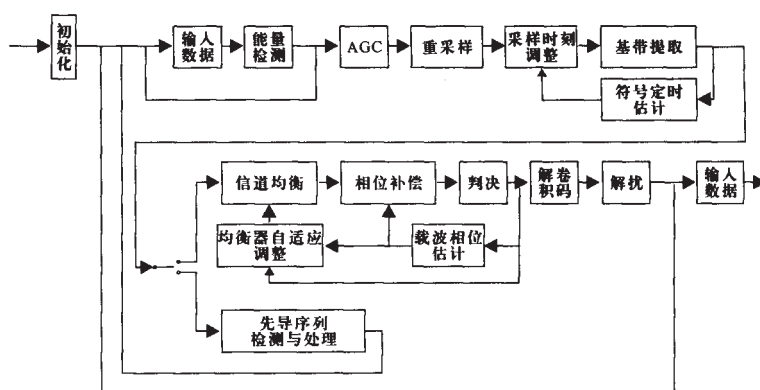 初始化
输入
数据
能量
检测
AGC
重采样
采样时刻
调整
基带提取
符号定时
估计
信道均衡
相位补偿
判决
解卷
积码
解扰
输入
数据
均衡器自适应
调整
载波相位
估计
先导序列
检测与处理